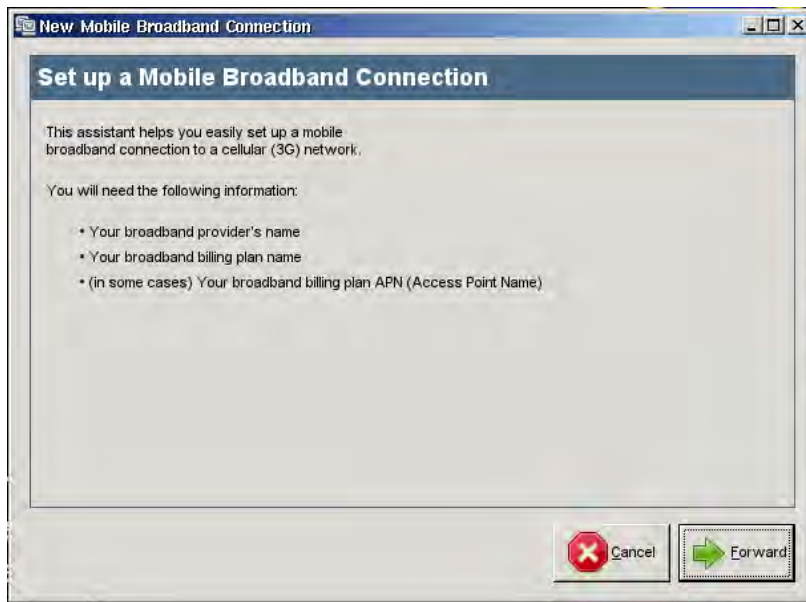 New Mobile Broadband Connection
Set up a Mobile Broadband Connection
This assistant helps you easily set up a mobile
broadband connection to a cellular (3G) network.
You will need the following information:
• Your broadband provider's name
• Your broadband billing plan name
• (in some cases) Your broadband billing plan APN (Access Point Name)
Cancel
Forward